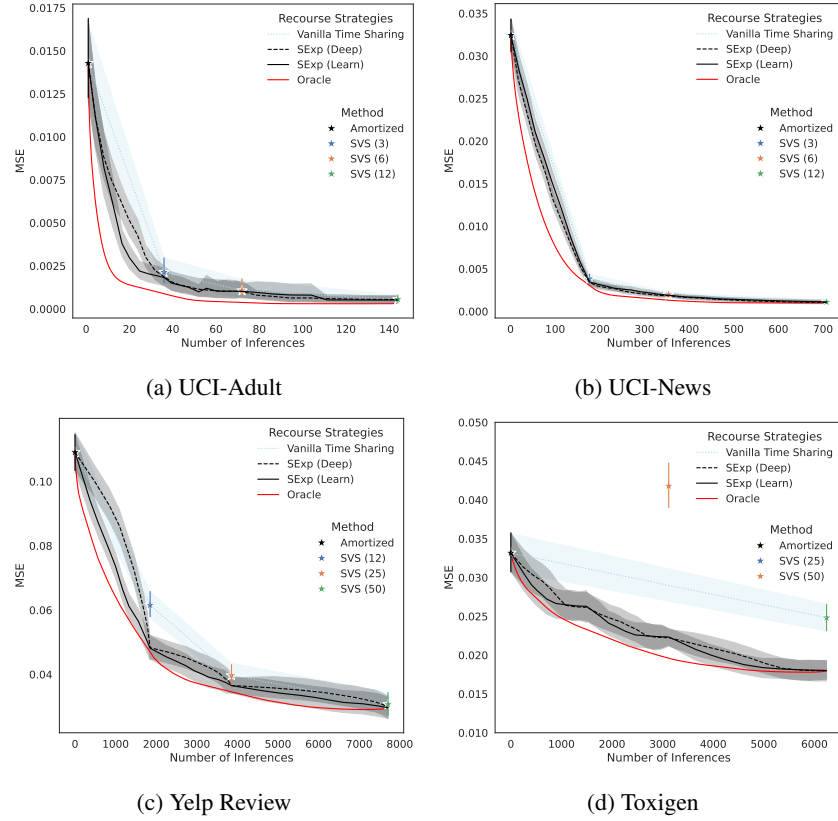 0.0175
0.0150
0.0125
0.0100
0.0075
0.0050
0.0025
0.0000
MSE
0 20 40 60 80 100 120 140
Number of Inferences
Recourse Strategies
Vanilla Time Sharing
SExp (Deep)
SExp (Learn)
Oracle
Method
Amortized
SVS (3)
SVS (6)
SVS (12)
(a) UCI-Adult
0.035
0.030
0.025
0.020
0.015
0.010
0.005
0.000
MSE
0 100 200 300 400 500 600 700
Number of Inferences
Recourse Strategies
Vanilla Time Sharing
SExp (Deep)
SExp (Learn)
Oracle
Method
Amortized
SVS (3)
SVS (6)
SVS (12)
(b) UCI-News
0.10
0.08
0.06
0.04
MSE
0 1000 2000 3000 4000 5000 6000 7000 8000
Number of Inferences
Recourse Strategies
Vanilla Time Sharing
SExp (Deep)
SExp (Learn)
Oracle
Method
Amortized
SVS (12)
SVS (25)
SVS (50)
(c) Yelp Review
0.050
0.045
0.040
0.035
0.030
0.025
0.020
0.015
0.010
MSE
0 1000 2000 3000 4000 5000 6000
Number of Inferences
Recourse Strategies
Vanilla Time Sharing
SExp (Deep)
SExp (Learn)
Oracle
Method
Amortized
SVS (25)
SVS (50)
(d) Toxigen